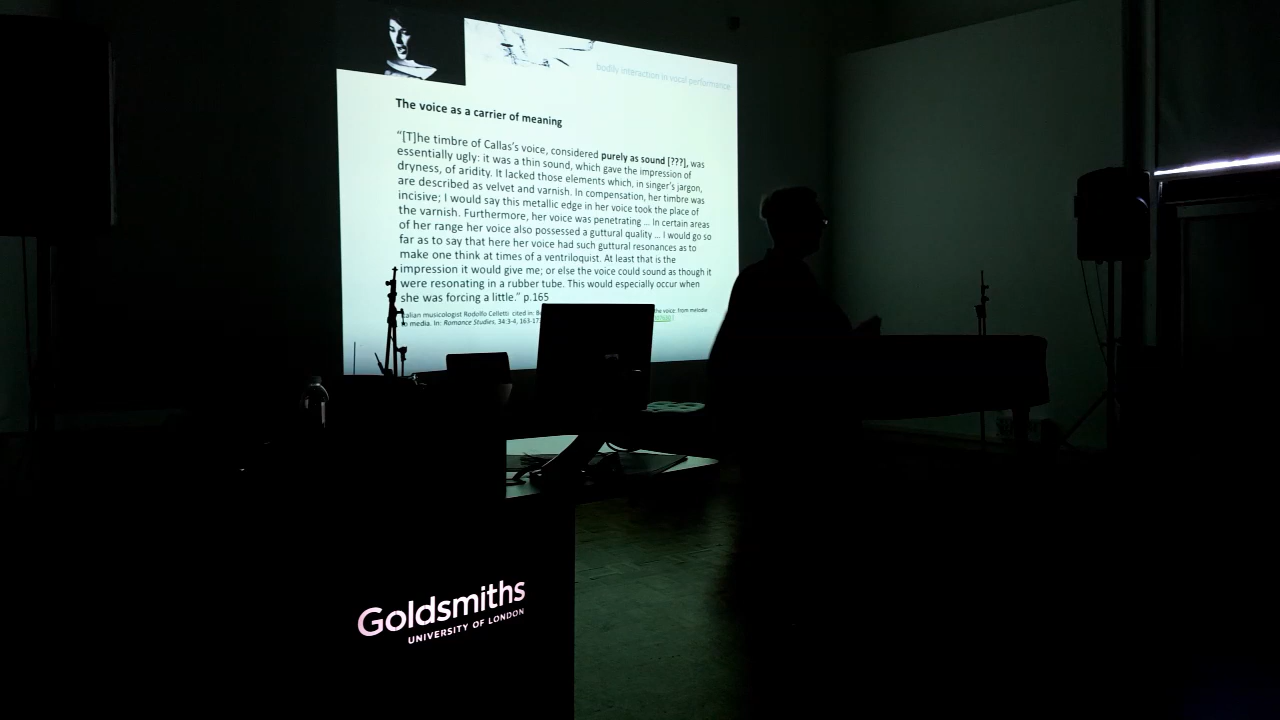 bodily interaction in vocal performance
The voice as a carrier of meaning
“[T]he timbre of Callas’s voice, considered purely as sound [???], was
essentially ugly: it was a thin sound, which gave the impression of
dryness, of aridity. It lacked those elements which, in singer’s jargon,
are described as velvet and varnish. In compensation, her timbre was
incisive; I would say this metallic edge in her voice took the place of
the varnish. Furthermore, her voice was penetrating … In certain areas
of her range her voice also possessed a guttural quality … I would go so
far as to say that here her voice had such guttural resonances as to
make one think at times of a ventriloquist. At least that is the
impression it would give me; or else the voice could sound as though it
were resonating in a rubber tube. This would especially occur when
she was forcing a little.” p.165
talian musicologist Rodolfo Celletti cited in: the voice: from melodie
to media. In: Romance Studies, 34:3-4,
Goldsmiths
UNIVERSITY OF LONDON